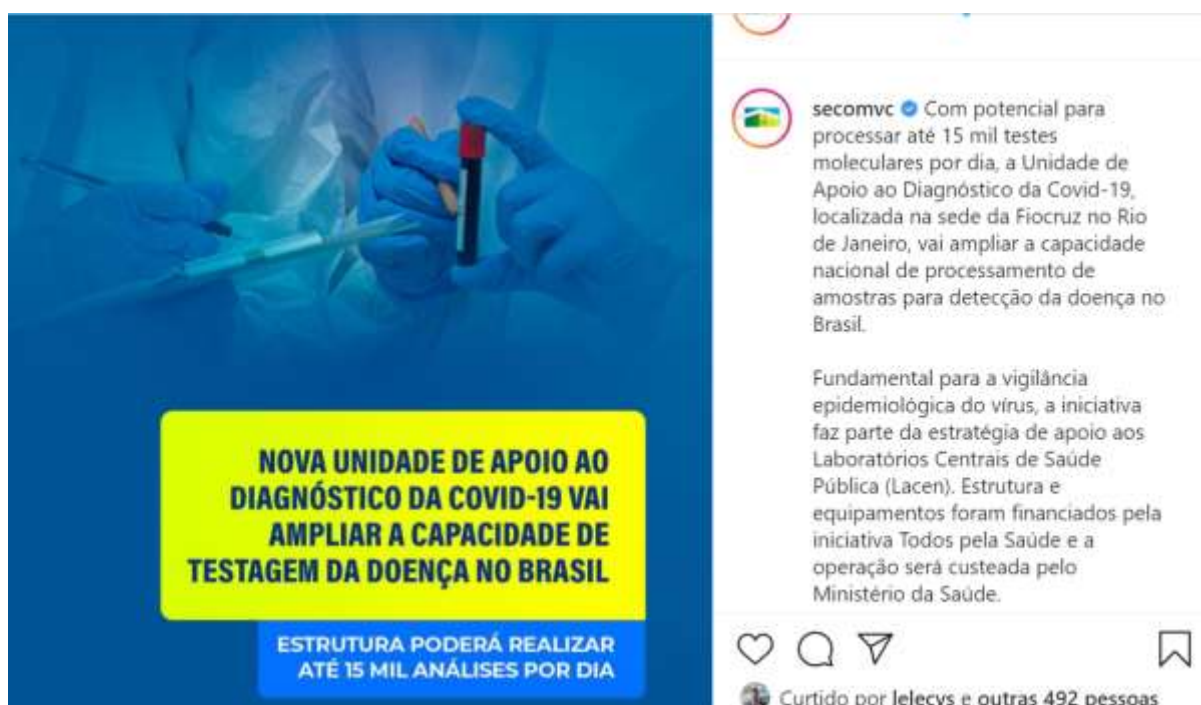 NOVA UNIDADE DE APOIO AO
DIAGNÓSTICO DA COVID-19 VAI
AMPLIAR A CAPACIDADE DE
TESTAGEM DA DOENÇA NO BRASIL
ESTRUTURA PODERÁ REALIZAR
ATÉ 15 MIL ANÁLISES POR DIA
secomvc Com potencial para
processar até 15 mil testes
moleculares por dia, a Unidade de
Apoio ao Diagnóstico da Covid-19,
localizada na sede da Fiocruz no Rio
de Janeiro, vai ampliar a capacidade
nacional de processamento de
amostras para detecção da doença no
Brasil.
Fundamental para a vigilância
epidemiológica do vírus, a iniciativa
faz parte da estratégia de apoio aos
Laboratórios Centrais de Saúde
Pública (Lacen). Estrutura e
equipamentos foram financiados pela
iniciativa Todos pela Saúde e a
operação será custeada pelo
Ministério da Saúde.
Curtido por lelecvs e outras 492 pessoas